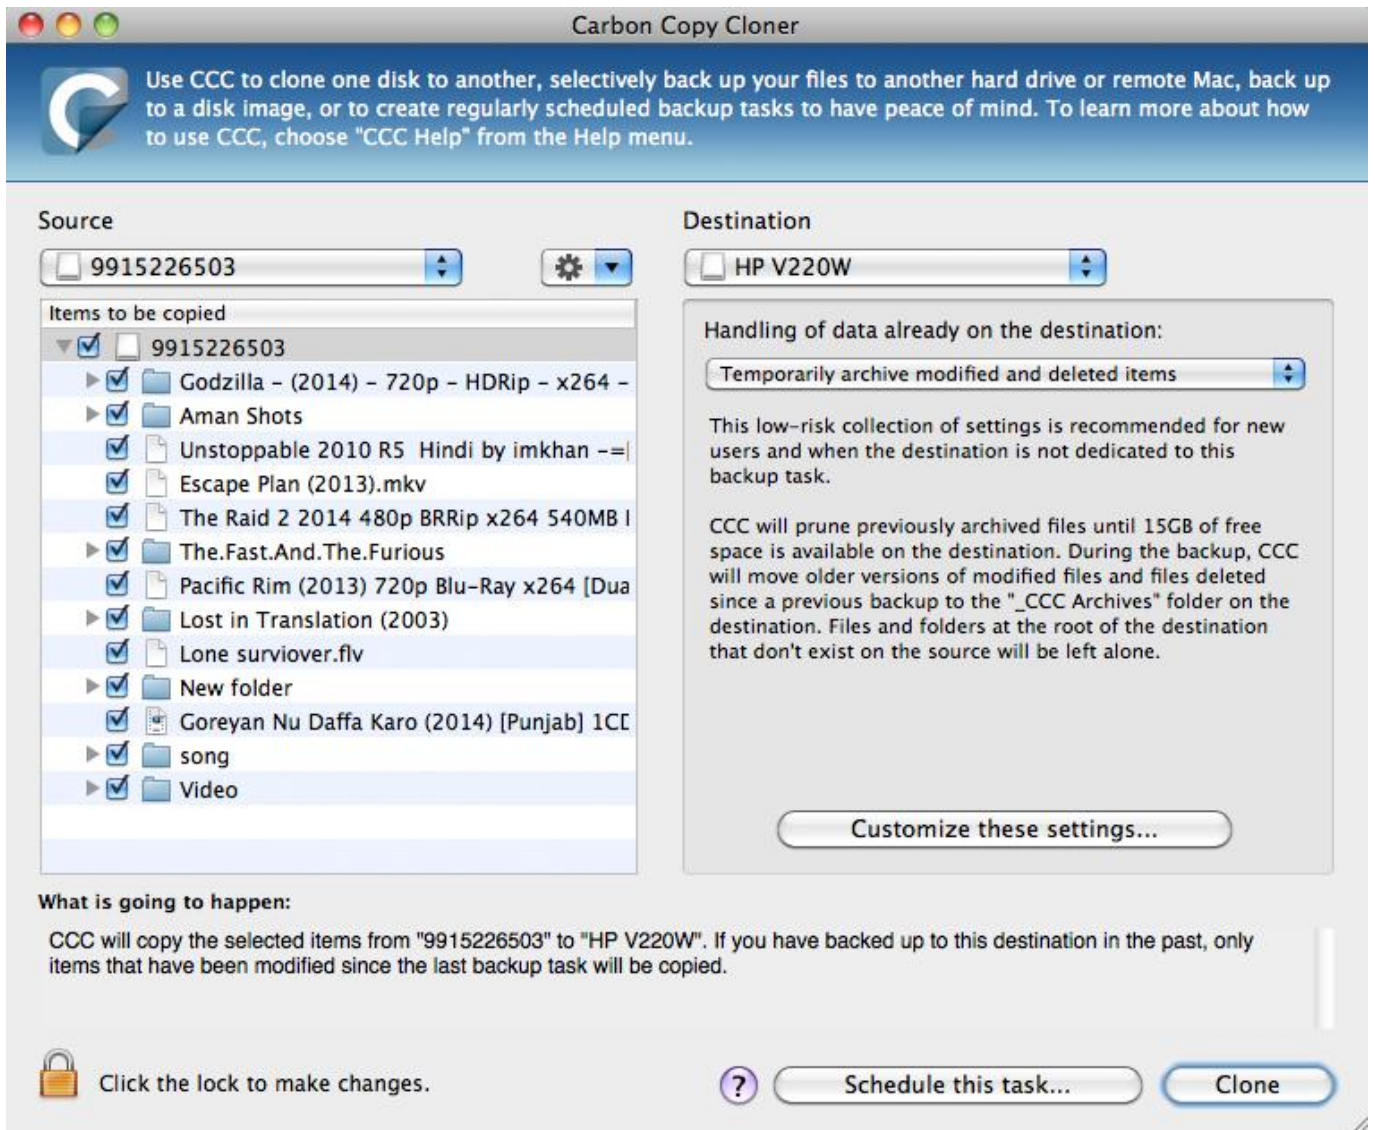 Carbon Copy Cloner
Use CCC to clone one disk to another, selectively back up your files to another hard drive or remote Mac, back up
to a disk image, or to create regularly scheduled backup tasks to have peace of mind. To learn more about how
to use CCC, choose "CCC Help" from the Help menu.
Source
9915226503
Items to be copied
9915226503
Godzilla – (2014) – 720p – HDRip – x264 –
Aman Shots
Unstoppable 2010 R5 Hindi by imkhan -=
Escape Plan (2013).mkv
The Raid 2 2014 480p BRRip x264 540MB
The.Fast.And.The.Furious
Pacific Rim (2013) 720p Blu-Ray x264 [Dua
Lost in Translation (2003)
Lone surviover.flv
New folder
Goreyan Nu Daffa Karo (2014) [Punjab] 1CD
song
Video
Destination
HP V220W
Handling of data already on the destination:
Temporarily archive modified and deleted items
This low-risk collection of settings is recommended for new
users and when the destination is not dedicated to this
backup task.
CCC will prune previously archived files until 15GB of free
space is available on the destination. During the backup, CCC
will move older versions of modified files and files deleted
since a previous backup to the "_CCC Archives" folder on the
destination. Files and folders at the root of the destination
that don't exist on the source will be left alone.
Customize these settings...
What is going to happen:
CCC will copy the selected items from "9915226503" to "HP V220W". If you have backed up to this destination in the past, only
items that have been modified since the last backup task will be copied.
Click the lock to make changes.
?
Schedule this task...
Clone